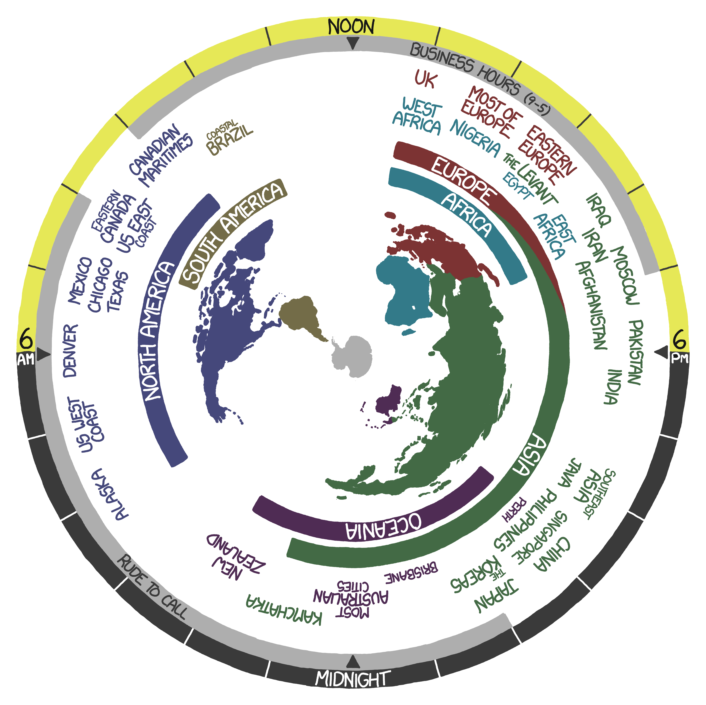 NOON
BUSINESS HOURS (9-5)
UK
MOST OF
EUROPE
EASTERN
EUROPE
WEST
AFRICA
NIGERIA
THE LEVANT
EGYPT
EAST
AFRICA
COASTAL
BRAZIL
CANADIAN
MARITIMES
EASTERN
CANADA
US EAST
COAST
MEXICO
CHICAGO
TEXAS
DENVER
US WEST
COAST
ALASKA
EUROPE
AFRICA
SOUTH AMERICA
NORTH AMERICA
IRAQ
IRAN
MOSCOW
AFGHANISTAN
PAKISTAN
INDIA
6
AM
6
PM
ASIA
OCEANIA
SOUTHEAST
ASIA
JAVA
PERTH
PHILIPPINES
SINGAPORE
CHINA
THE
KOREAS
JAPAN
BRISBANE
MOST
AUSTRALIAN
CITIES
KAMCHATKA
NEW
ZEALAND
RUDE TO CALL
MIDNIGHT